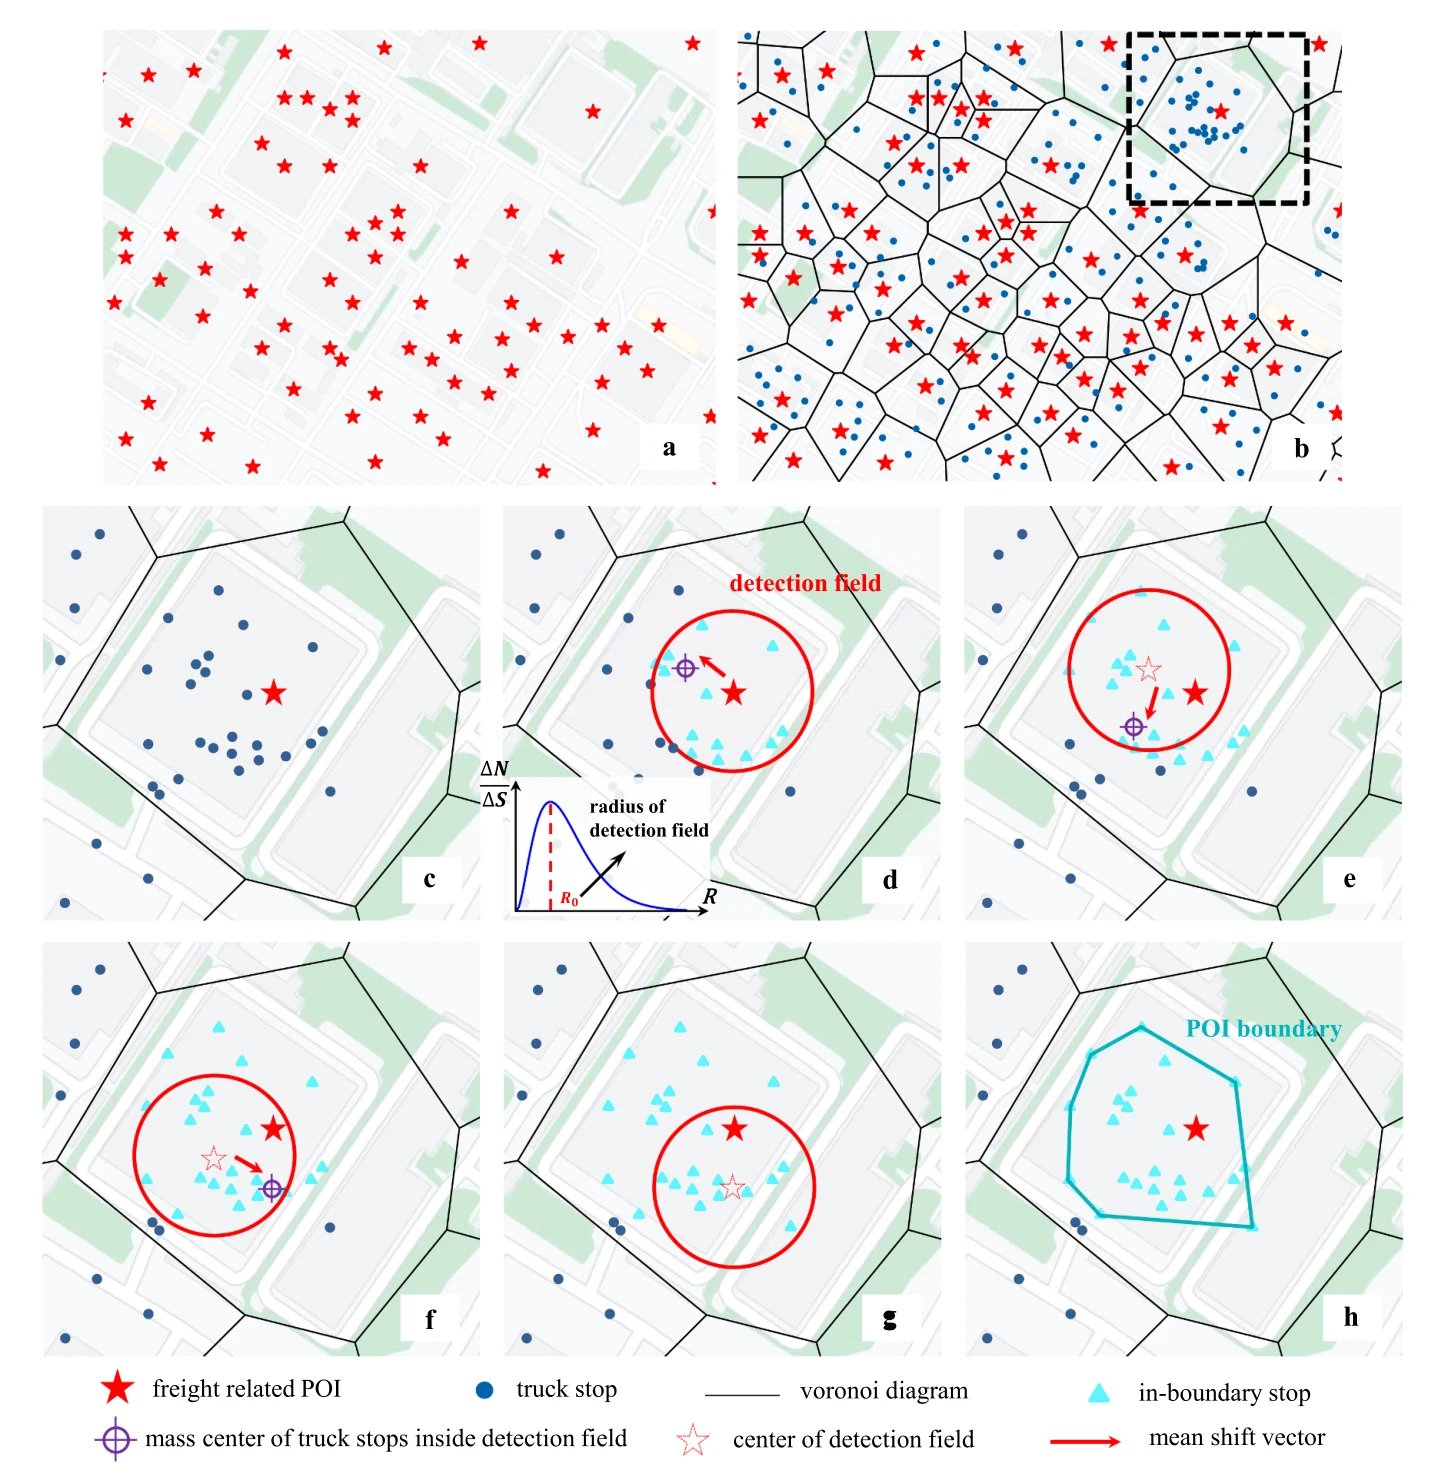 a
b
c
detection field
ΔN
ΔS
radius of
detection field
R₀
R
d
e
f
g
POI boundary
h
freight related POI
truck stop
voronoi diagram
in-boundary stop
mass center of truck stops inside detection field
center of detection field
mean shift vector